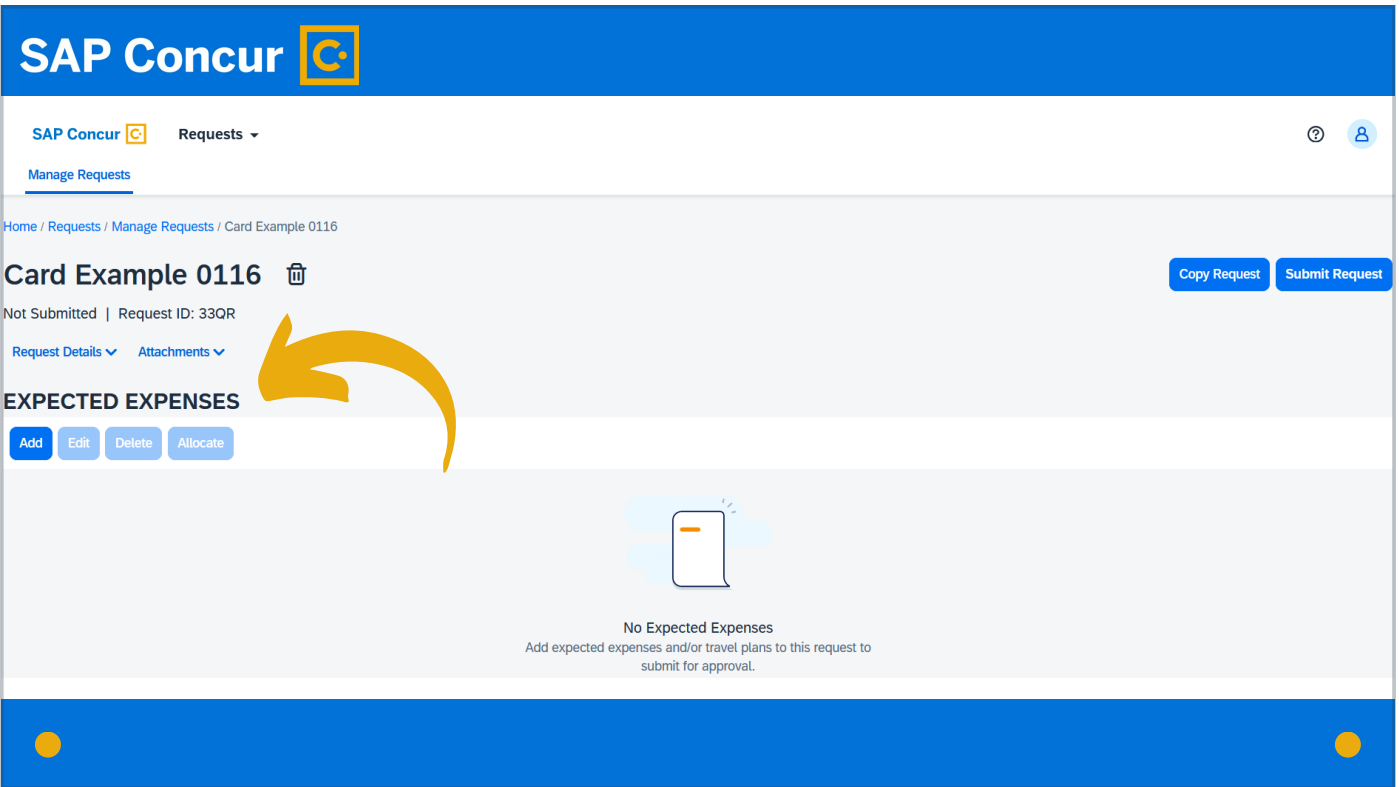 SAP Concur C
SAP Concur C Requests
Manage Requests
Home / Requests / Manage Requests / Card Example 0116
Card Example 0116
Copy Request Submit Request
Not Submitted | Request ID: 33QR
Request Details Attachments
EXPECTED EXPENSES
Add Edit Delete Allocate
No Expected Expenses
Add expected expenses and/or travel plans to this request to
submit for approval.